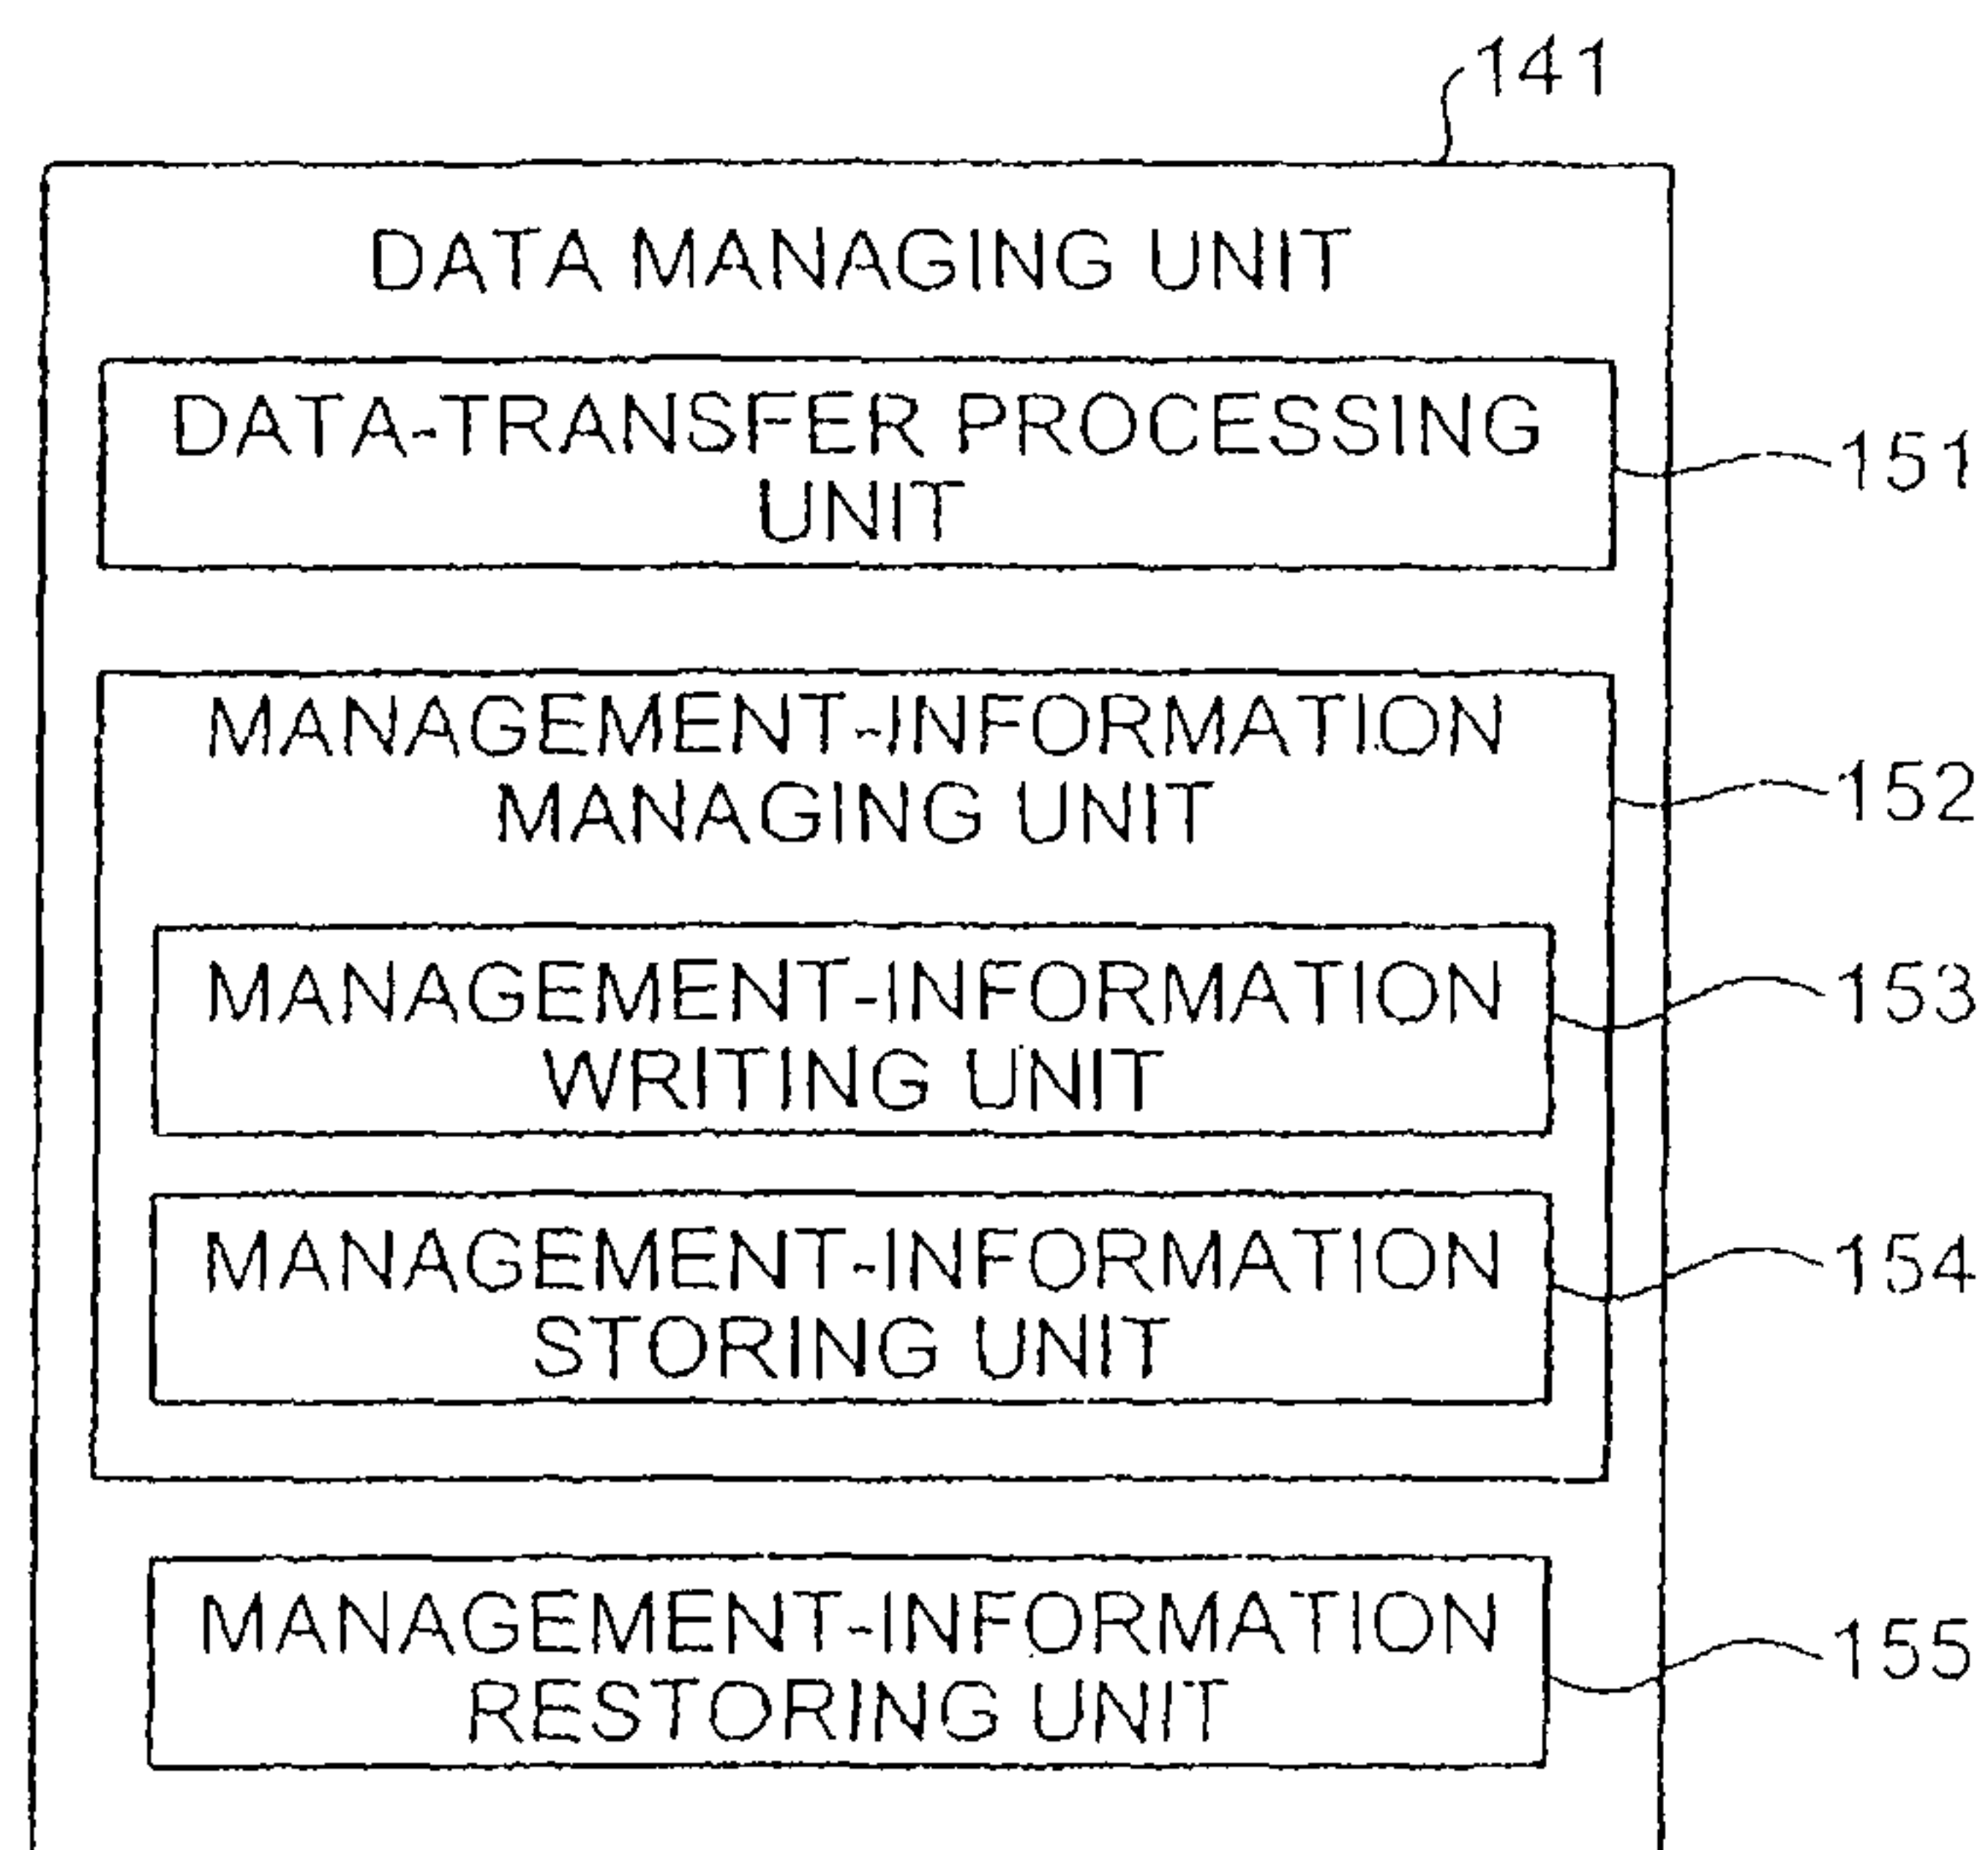 141
DATA MANAGING UNIT
DATA-TRANSFER PROCESSING
UNIT
151
MANAGEMENT-INFORMATION
MANAGING UNIT
152
MANAGEMENT-INFORMATION
WRITING UNIT
153
MANAGEMENT-INFORMATION
STORING UNIT
154
MANAGEMENT-INFORMATION
RESTORING UNIT
155